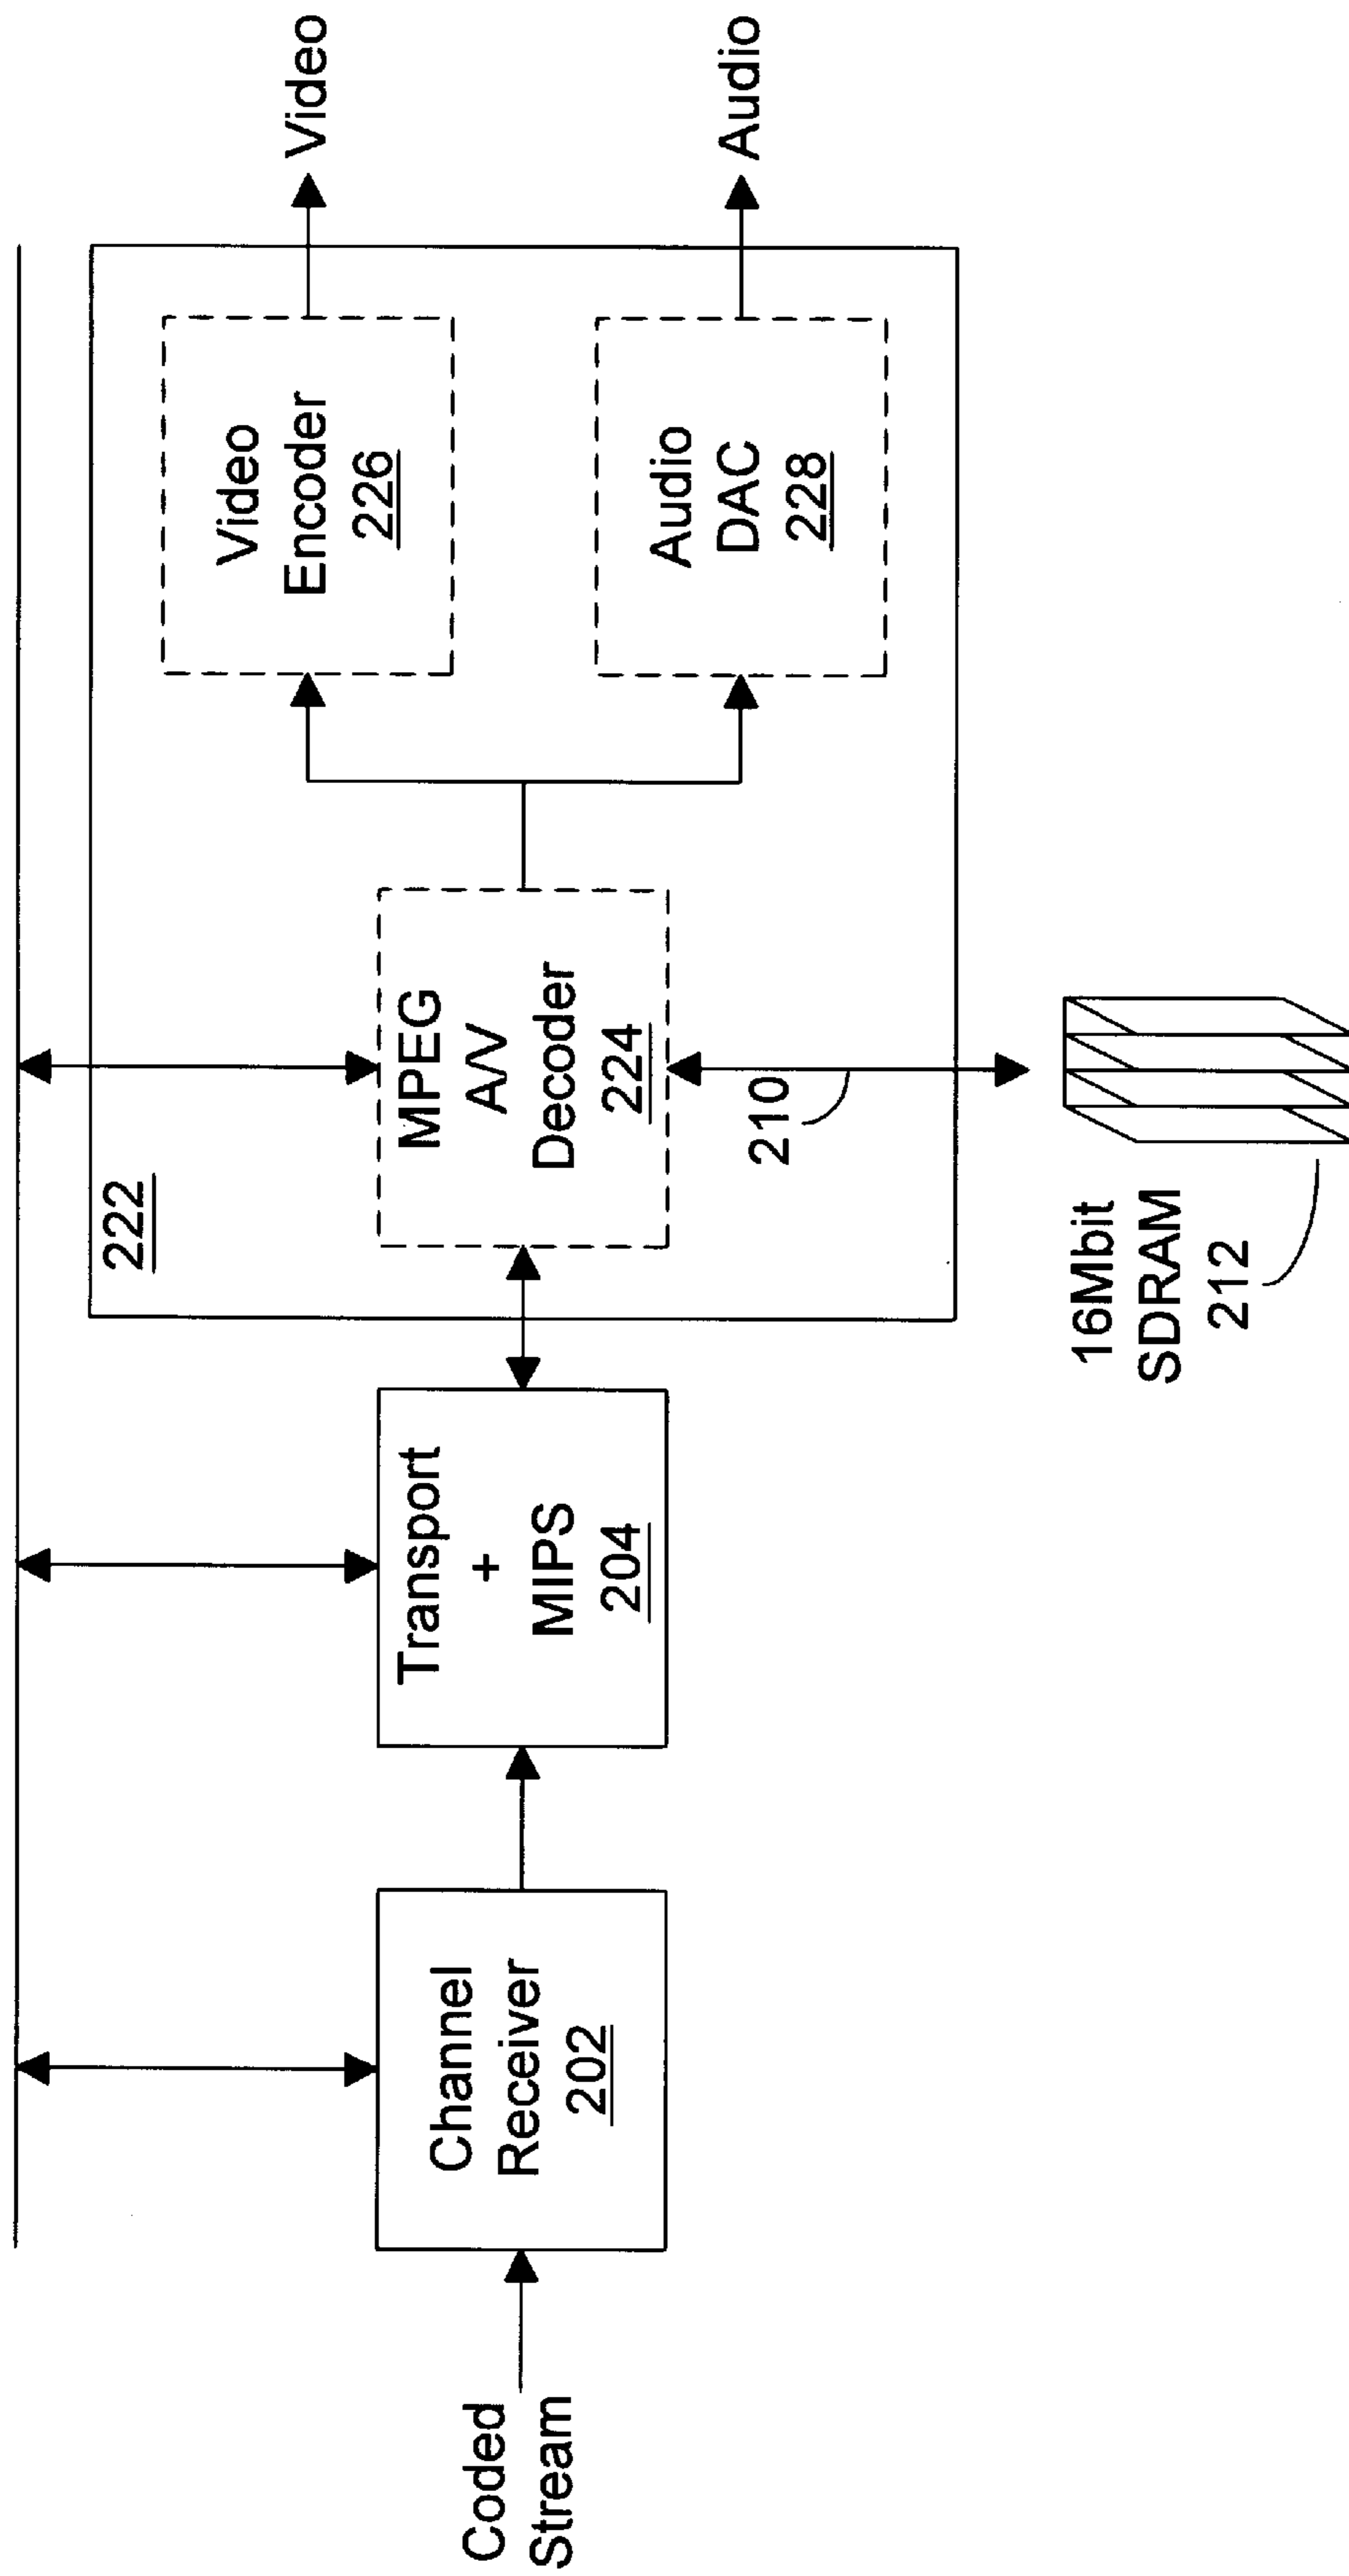 Coded
Stream
Channel
Receiver
202
Transport
+
MIPS
204
222
MPEG
A/V
Decoder
224
210
16Mbit
SDRAM
212
Video
Encoder
226
Audio
DAC
228
Video
Audio